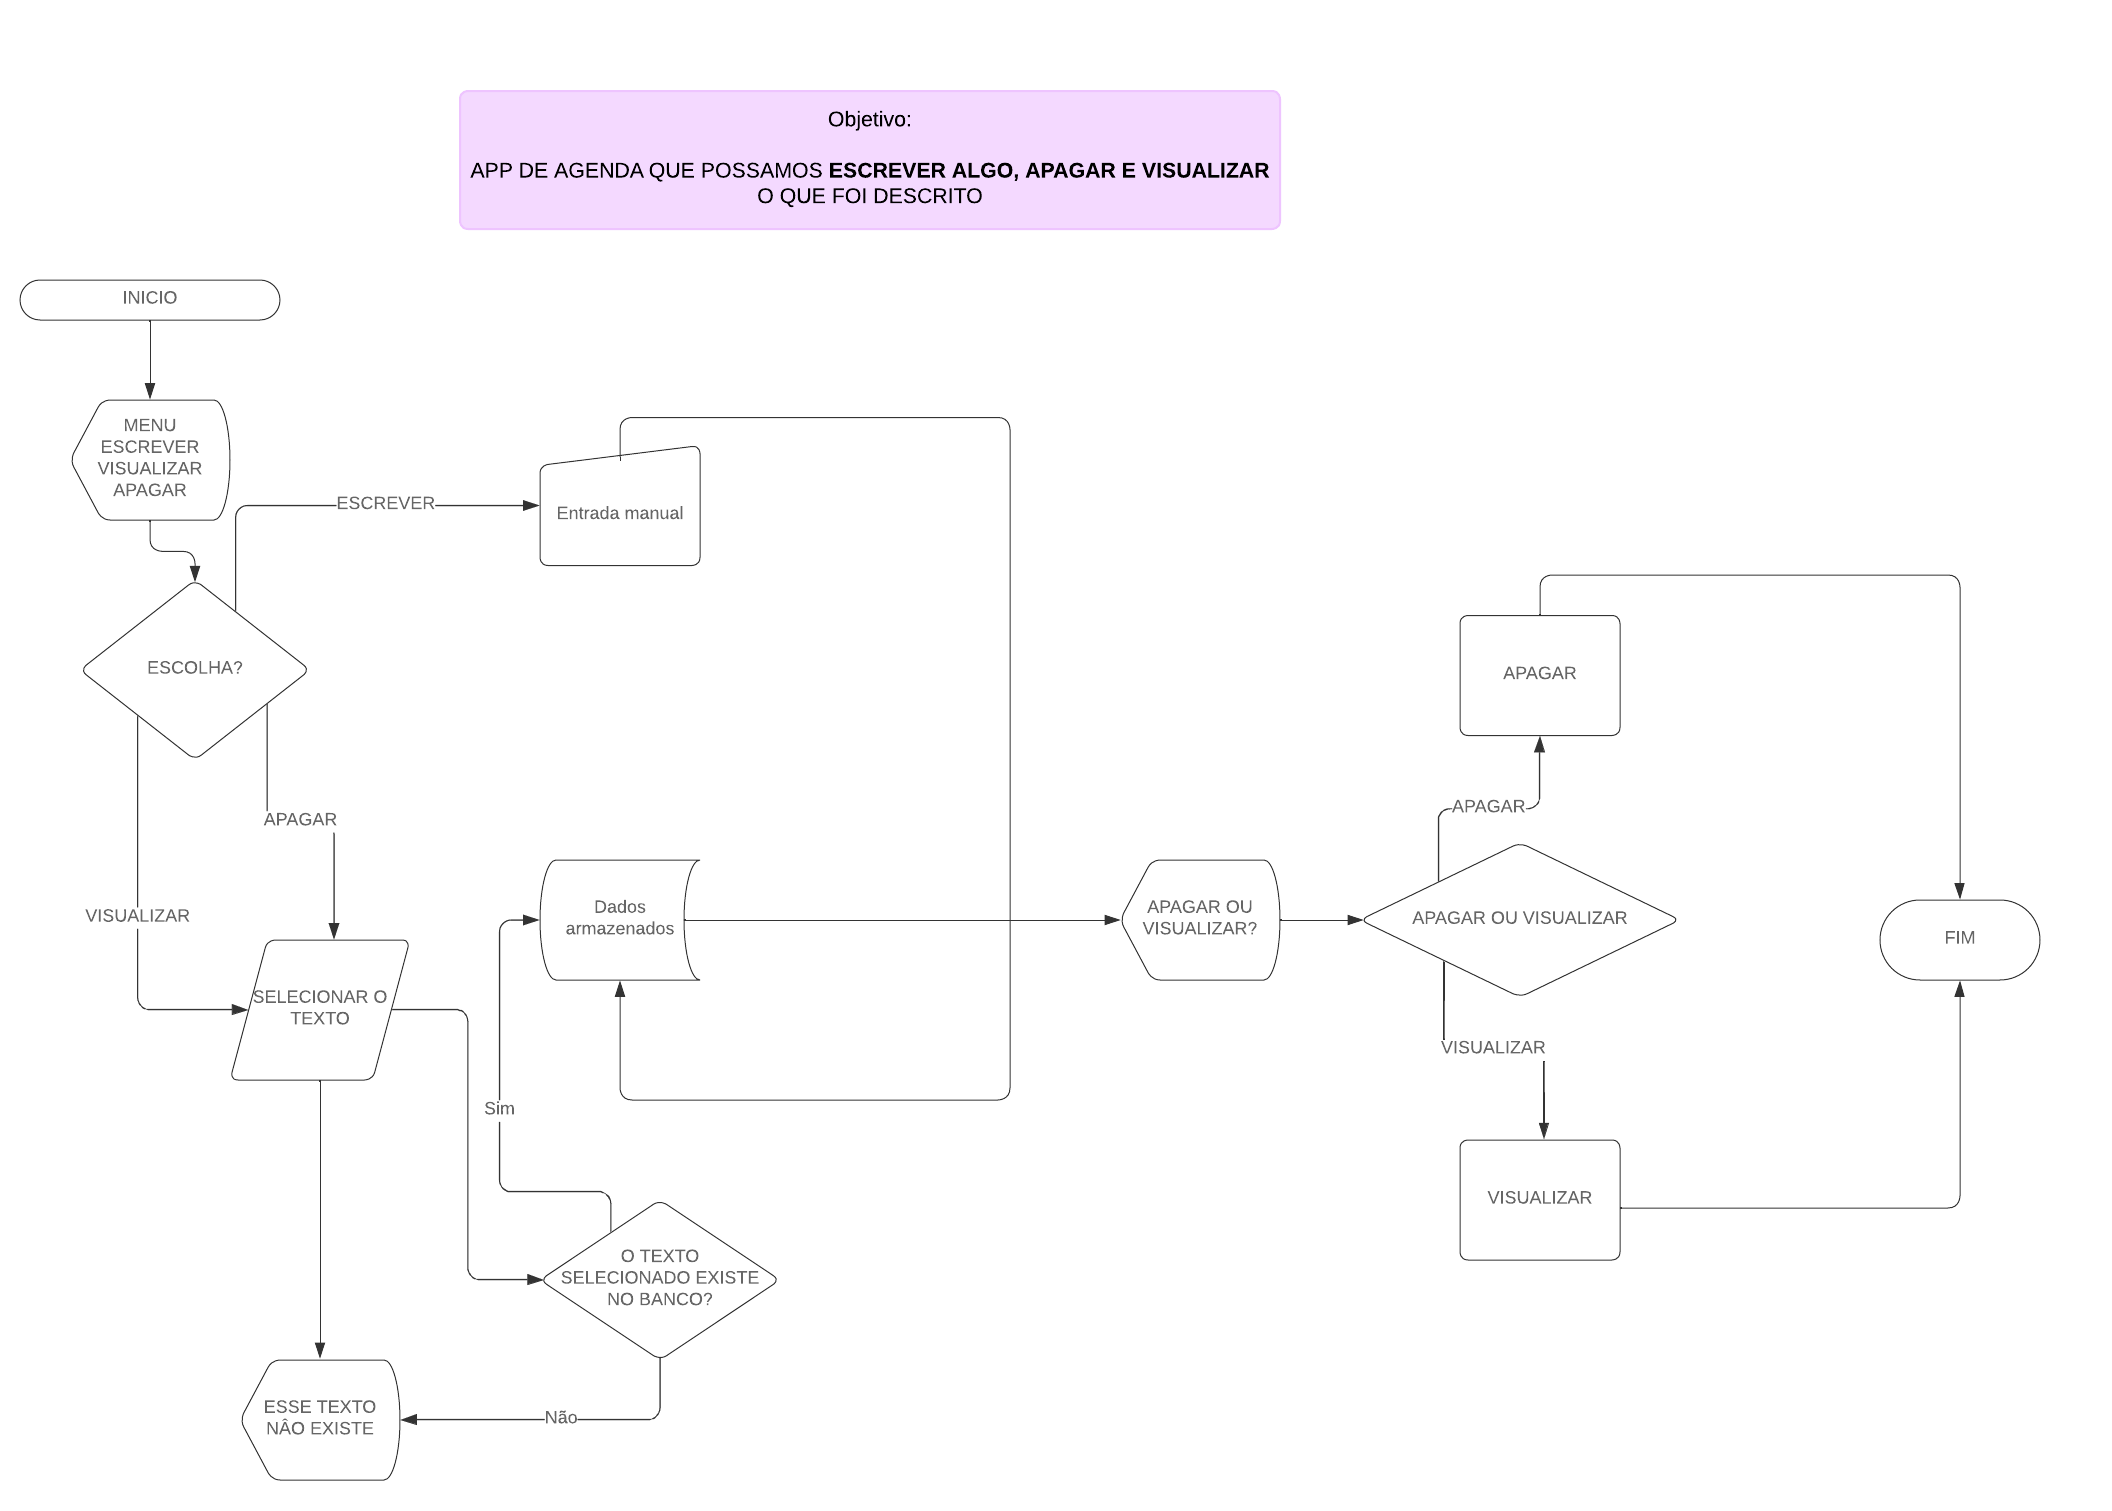 Objetivo:
APP DE AGENDA QUE POSSAMOS ESCREVER ALGO, APAGAR E VISUALIZAR
O QUE FOI DESCRITO
INICIO
MENU
ESCREVER
VISUALIZAR
APAGAR
ESCREVER
Entrada manual
ESCOLHA?
APAGAR
VISUALIZAR
SELECIONAR O
TEXTO
Dados
armazenados
Sim
O TEXTO
SELECIONADO EXISTE
NO BANCO?
Não
ESSE TEXTO
NÂO EXISTE
APAGAR OU
VISUALIZAR?
APAGAR OU VISUALIZAR
APAGAR
APAGAR
VISUALIZAR
VISUALIZAR
FIM